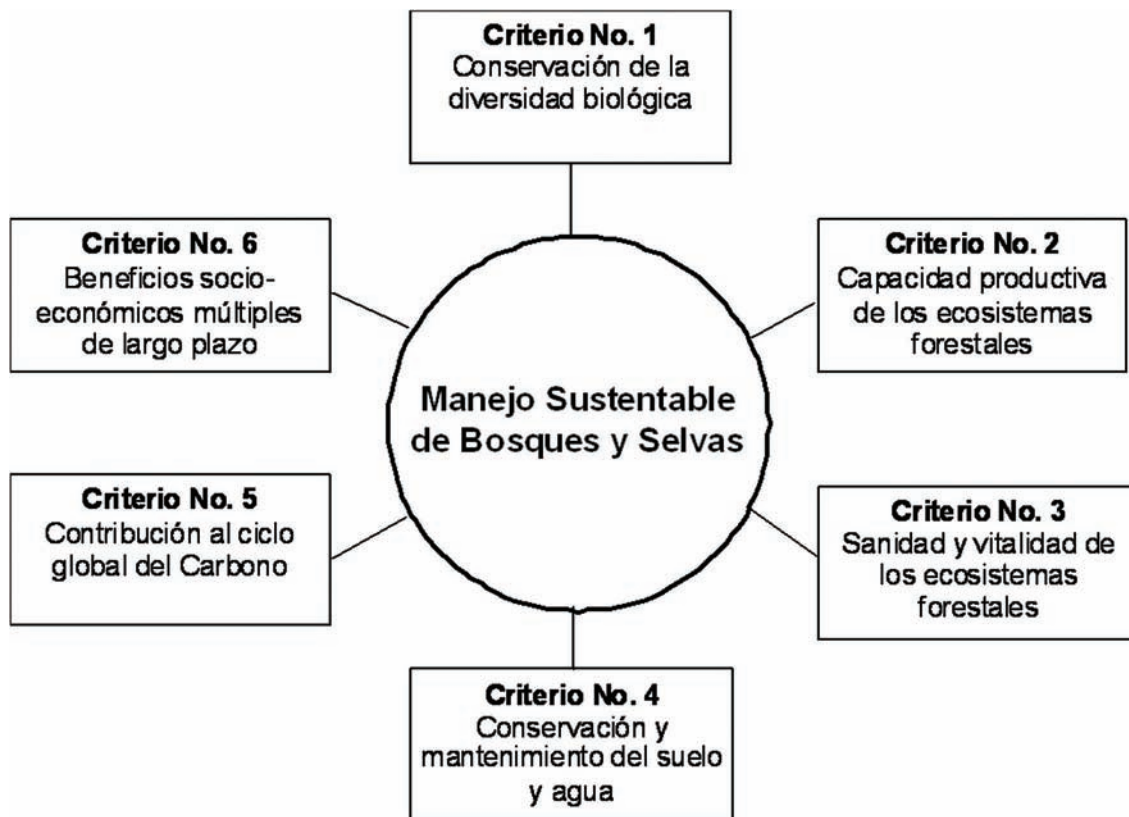 Criterio No. 1
Conservación de la
diversidad biológica
Criterio No. 6
Beneficios socio-
económicos múltiples
de largo plazo
Criterio No. 2
Capacidad productiva
de los ecosistemas
forestales
Manejo Sustentable
de Bosques y Selvas
Criterio No. 5
Contribución al ciclo
global del Carbono
Criterio No. 3
Sanidad y vitalidad de
los ecosistemas
forestales
Criterio No. 4
Conservación y
mantenimiento del suelo
y agua